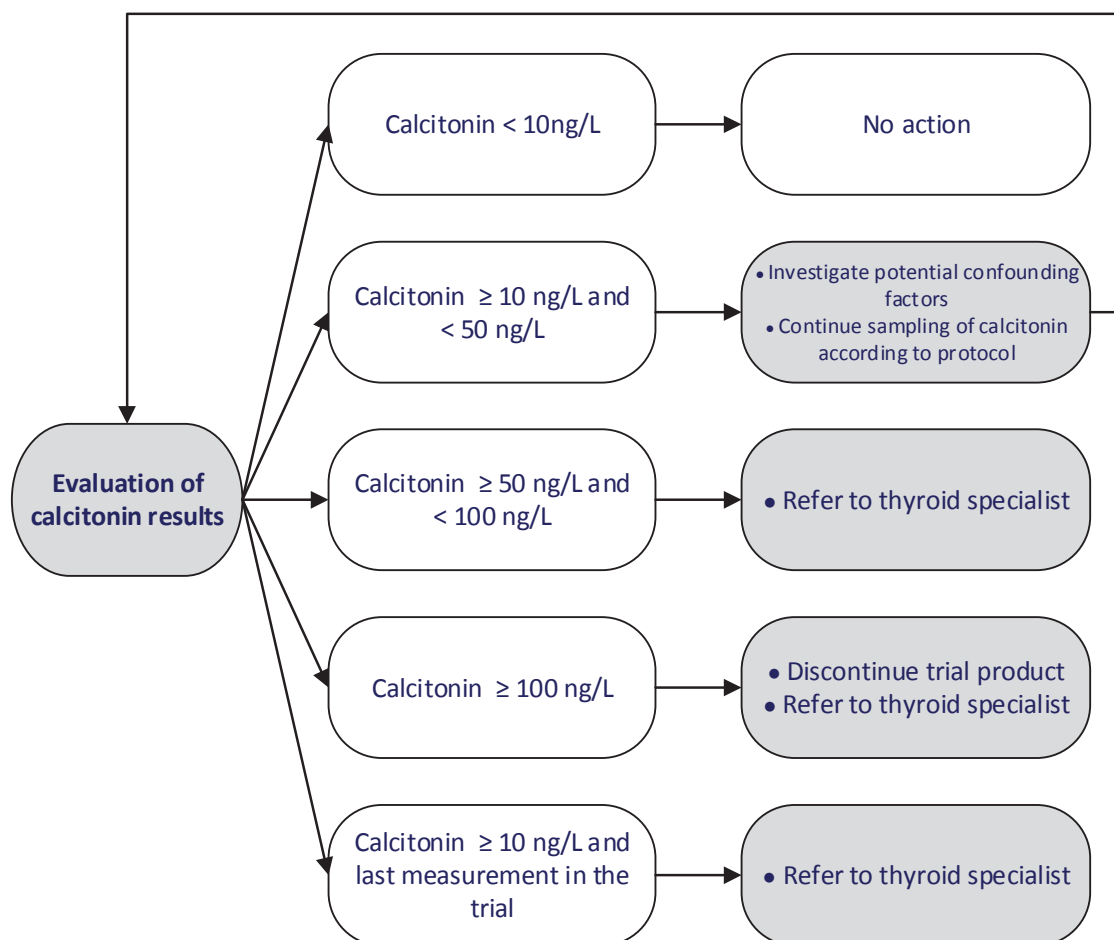 Calcitonin < 10ng/L
No action
Calcitonin ≥ 10 ng/L and
< 50 ng/L
• Investigate potential confounding
factors
• Continue sampling of calcitonin
according to protocol
Evaluation of
calcitonin results
Calcitonin ≥ 50 ng/L and
< 100 ng/L
• Refer to thyroid specialist
Calcitonin ≥ 100 ng/L
• Discontinue trial product
• Refer to thyroid specialist
Calcitonin ≥ 10 ng/L and
last measurement in the
trial
• Refer to thyroid specialist